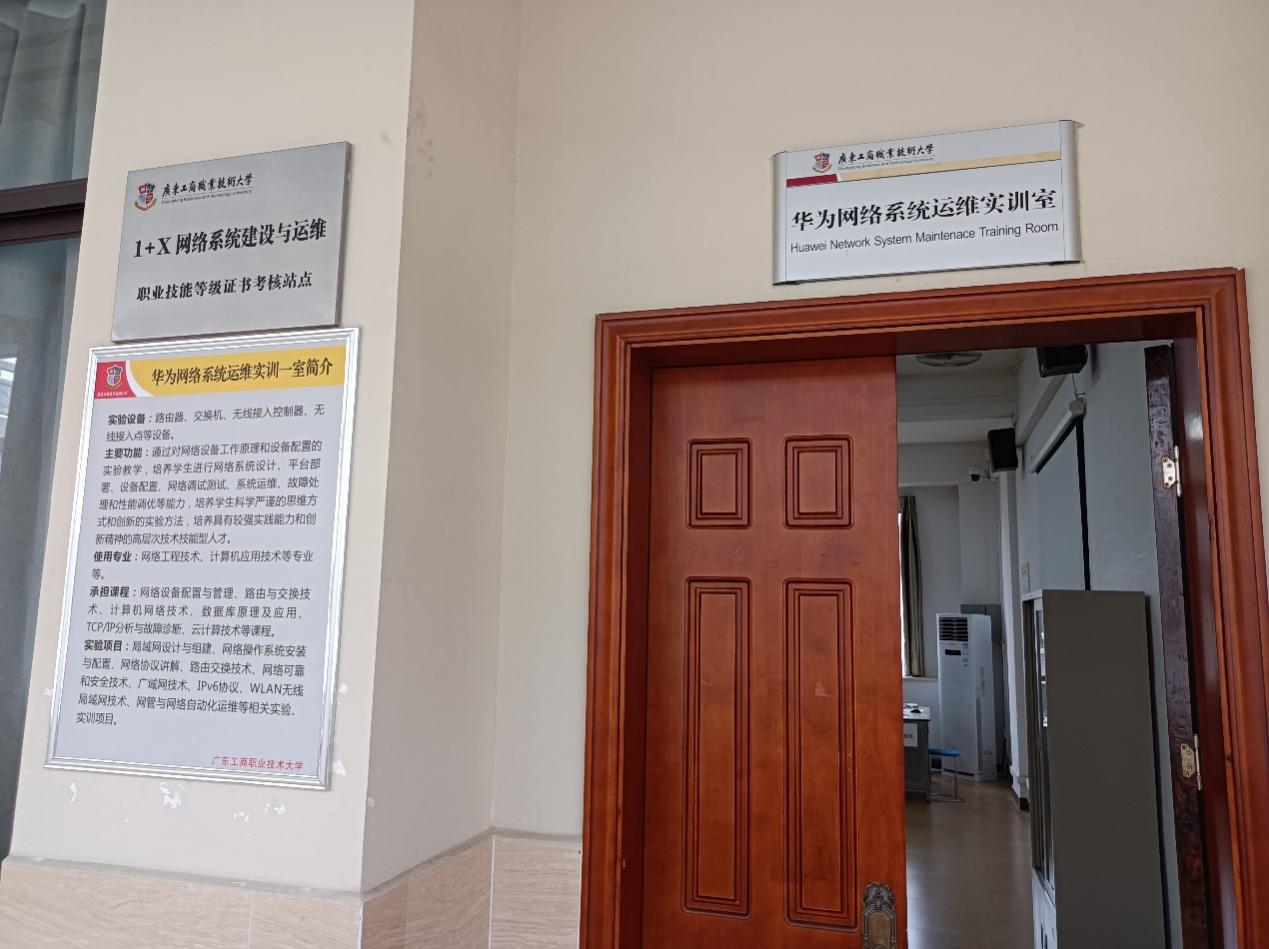 廣東工商職業技術大学
Guangdong Business and Technology University
1+X 网络系统建设与运维
职业技能等级证书考核站点
华为网络系统运维实训一室简介
实验设备：路由器、交换机、无线接入控制器、无
线接入点等设备。
主要功能：通过对网络设备工作原理和设备配置的
实验教学，培养学生进行网络系统设计、平台部
署、设备配置、网络调试测试、系统运维、故障处
理和性能调优等能力，培养学生科学严谨的思维方
式和创新的实验方法，培养具有较强实践能力和创
新精神的高层次技术技能型人才。
使用专业：网络工程技术、计算机应用技术等专业
等。
承担课程：网络设备配置与管理、路由与交换技
术、计算机网络技术、数据库原理及应用、
TCP/IP分析与故障诊断、云计算技术等课程。
实验项目：局域网设计与组建、网络操作系统安装
与配置、网络协议讲解、路由交换技术、网络可靠
和安全技术、广域网技术、IPv6协议、WLAN无线
局域网技术、网管与网络自动化运维等相关实验、
实训项目。
广东工商职业技术大学
廣東工商職業技術大学
Guangdong Business and Technology University
华为网络系统运维实训室
Huawei Network System Maintenace Training Room